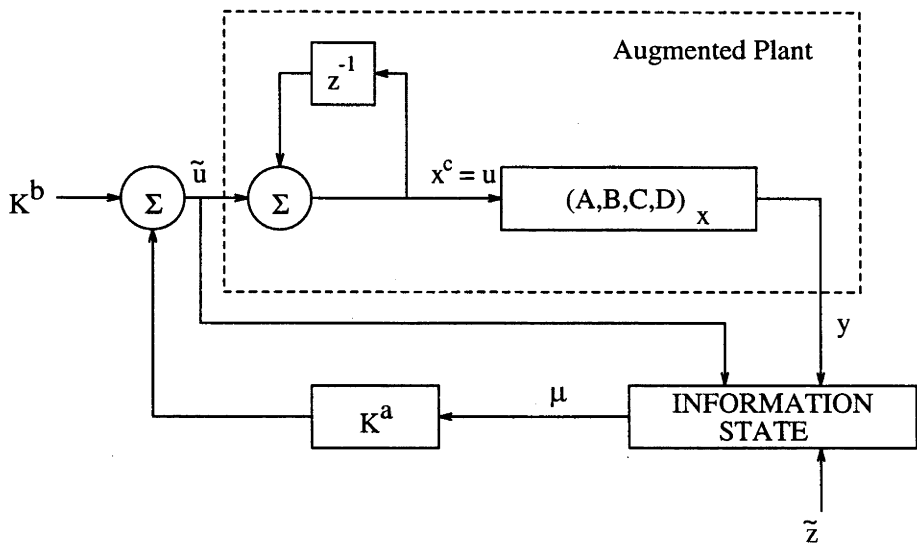 Augmented Plant
z^-1
K^b
Σ
ũ
Σ
x^c = u
(A,B,C,D)_x
y
K^a
μ
INFORMATION
STATE
z̃